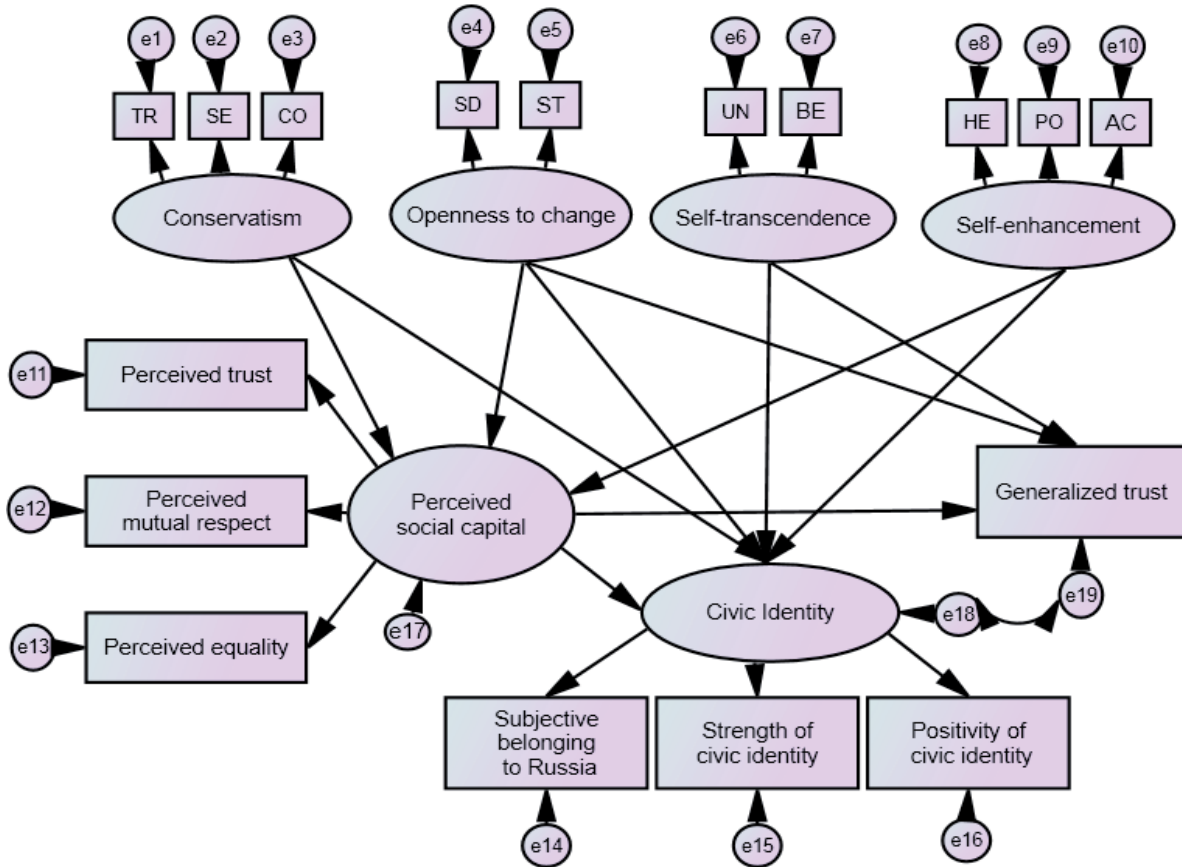 e1
e2
e3
e4
e5
e6
e7
e8
e9
e10
TR
SE
CO
SD
ST
UN
BE
HE
PO
AC
Conservatism
Openness to change
Self-transcendence
Self-enhancement
e11
Perceived trust
e12
Perceived
mutual respect
Perceived
social capital
Generalized trust
e13
Perceived equality
e17
Civic Identity
e18
e19
Subjective
belonging
to Russia
Strength of
civic identity
Positivity of
civic identity
e14
e15
e16